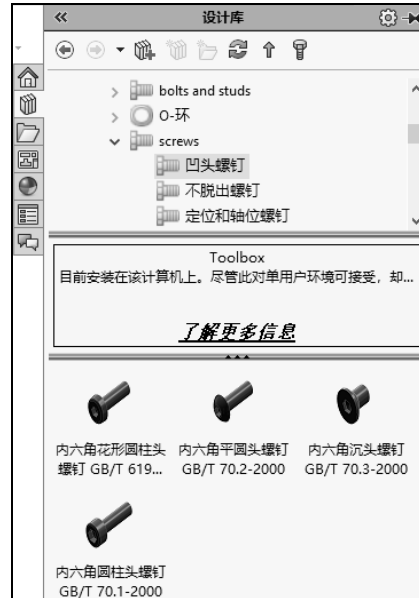 设计库
bolts and studs
O-环
screws
凹头螺钉
不脱出螺钉
定位和轴位螺钉
Toolbox
目前安装在该计算机上。尽管此对单用户环境可接受，却...
了解更多信息
内六角花形圆柱头
螺钉 GB/T 619...
内六角平圆头螺钉
GB/T 70.2-2000
内六角沉头螺钉
GB/T 70.3-2000
内六角圆柱头螺钉
GB/T 70.1-2000